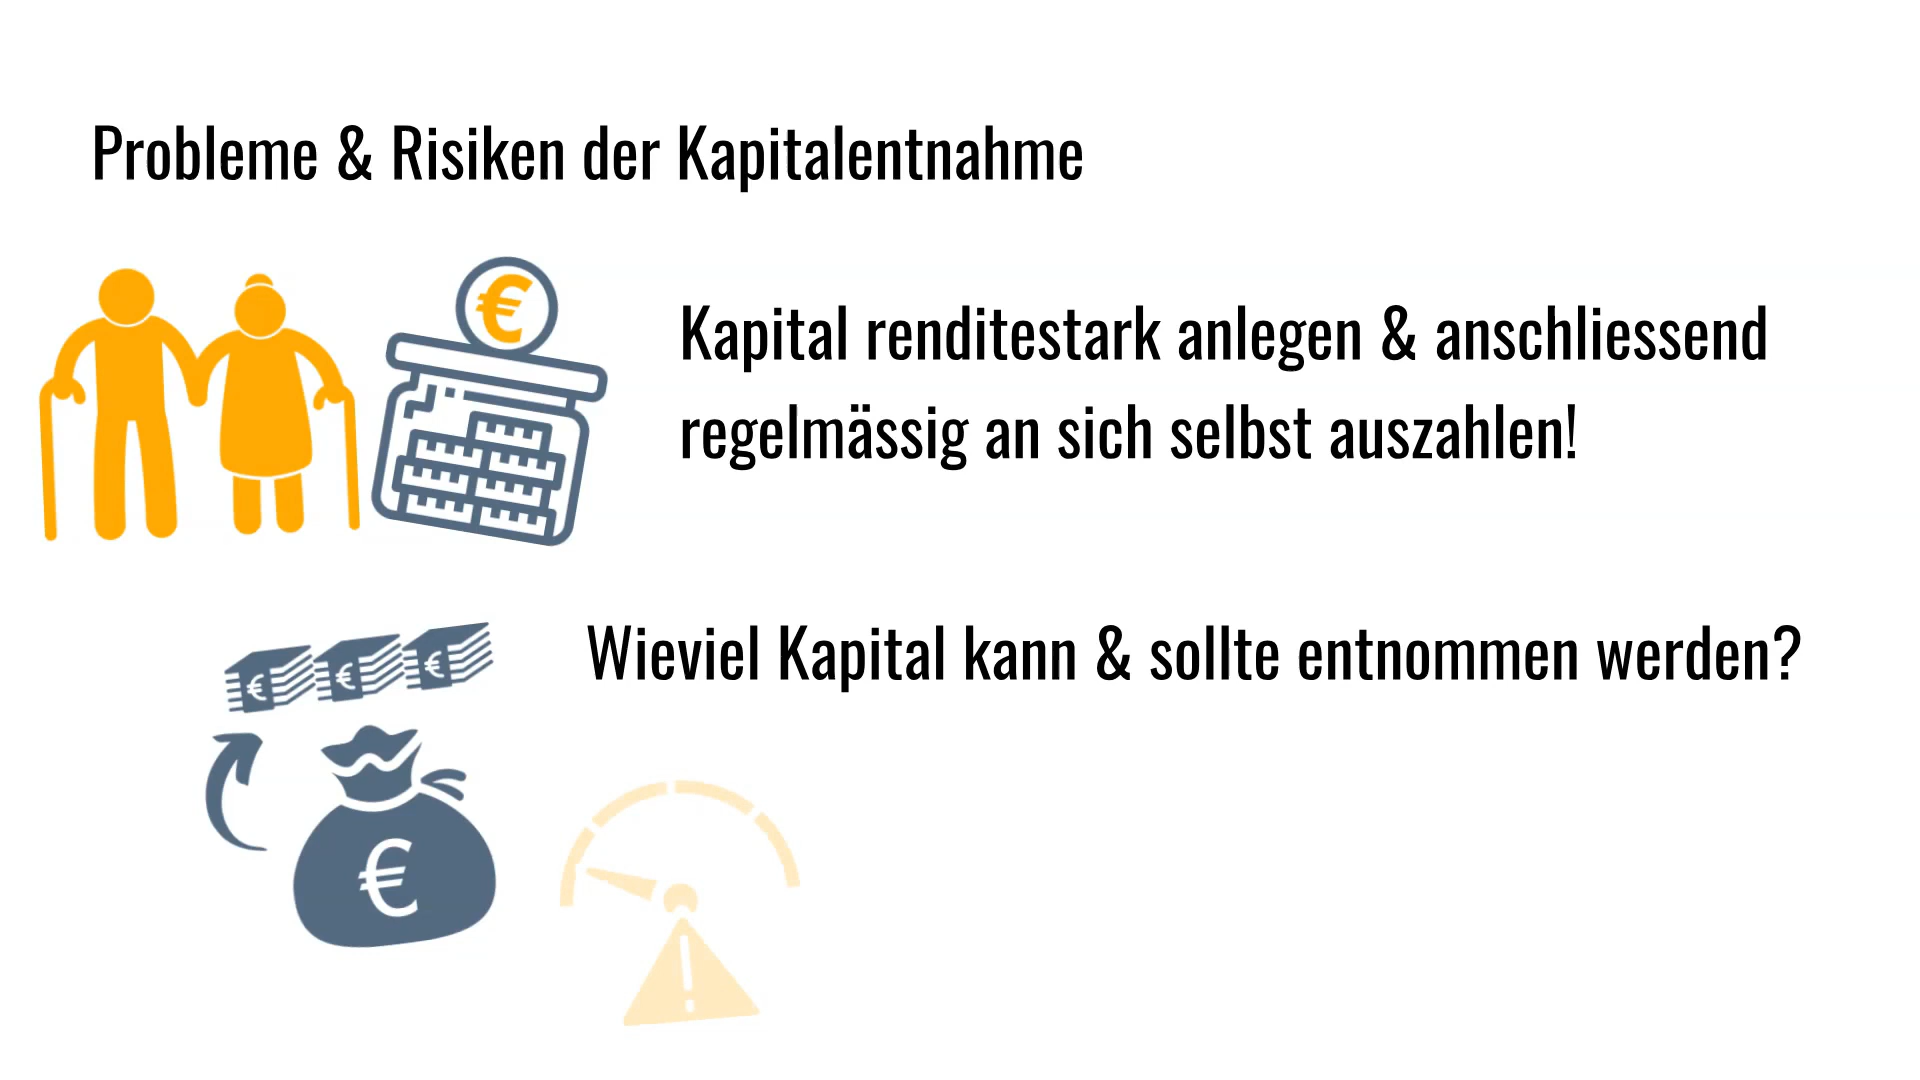 Probleme & Risiken der Kapitalentnahme
€
Kapital renditestark anlegen & anschliessend
regelmässig an sich selbst auszahlen!
Wieviel Kapital kann & sollte entnommen werden?
€ € €
€
!